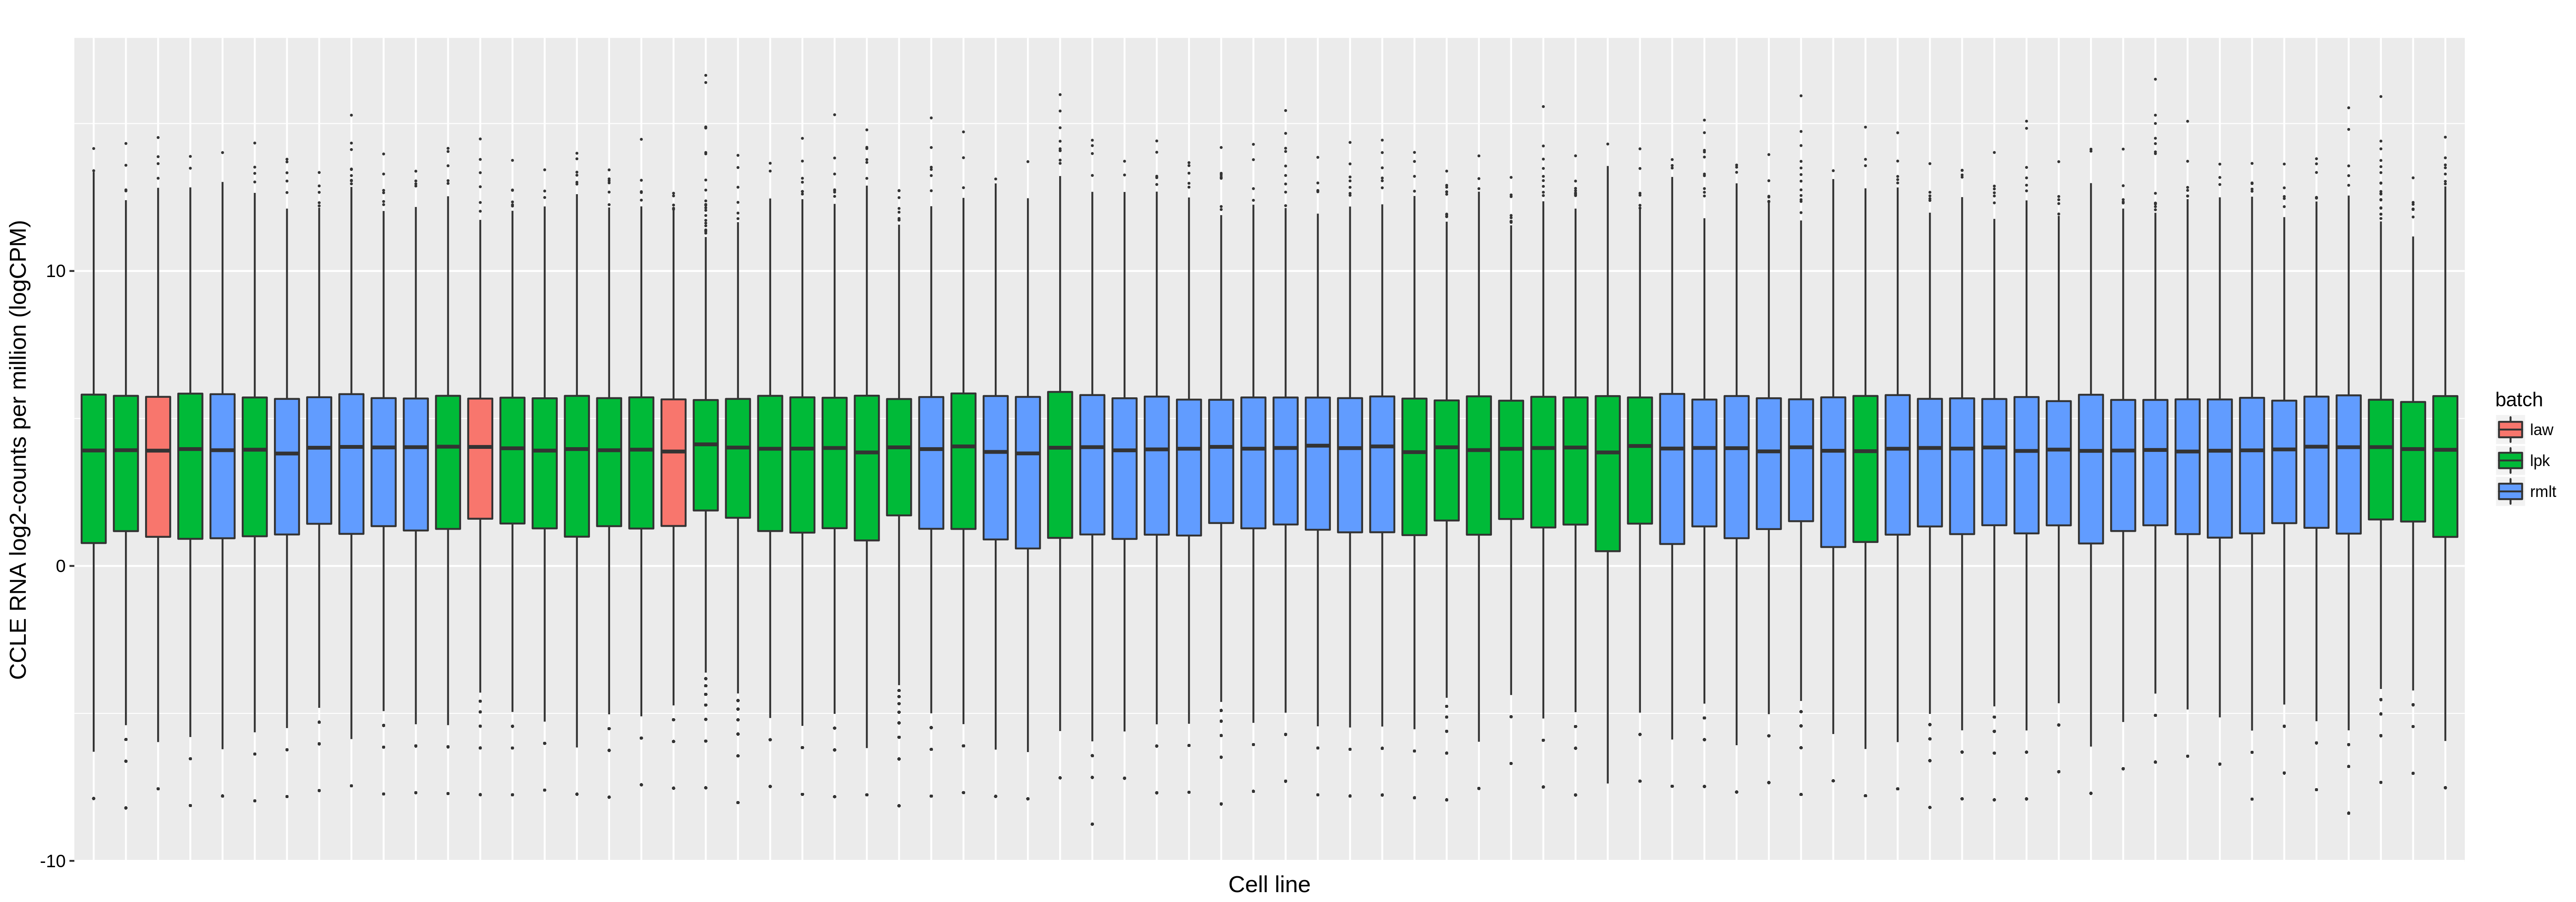 CCLE RNA log2-counts per million (logCPM)
10
0
-10
Cell line
batch
law
lpk
rmlt